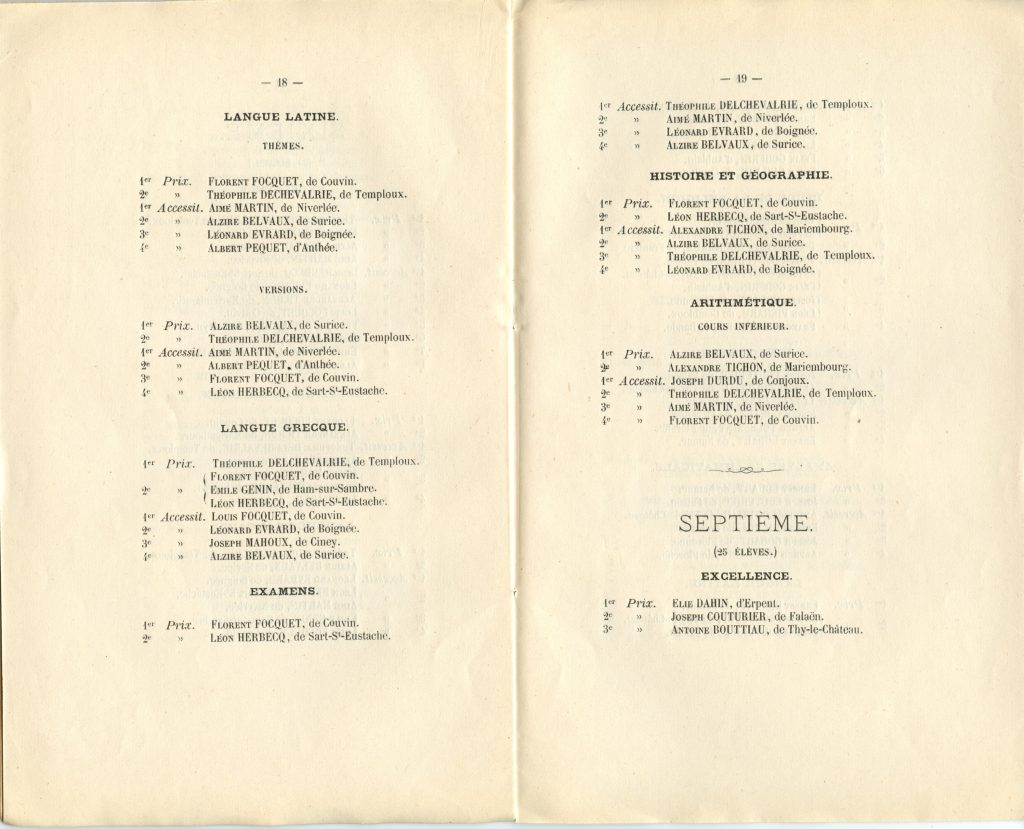 — 18 —
LANGUE LATINE.
THÈMES.
1er Prix. FLORENT FOCQUET, de Couvin.
2e » THÉOPHILE DECHEVALRIE, de Temploux.
1er Accessit. AIMÉ MARTIN, de Niverlée.
2e » ALZIRE BELVAUX, de Surice.
3e » LÉONARD EVRARD, de Boignée.
4e » ALBERT PEQUET, d'Anthée.
VERSIONS.
1er Prix. ALZIRE BELVAUX, de Surice.
2e » THÉOPHILE DELCHEVALRIE, de Temploux.
1er Accessit. AIMÉ MARTIN, de Niverlée.
2e » ALBERT PEQUET, d'Anthée.
3e » FLORENT FOCQUET, de Couvin.
4e » LÉON HERBECQ, de Sart-St-Eustache.
LANGUE GRECQUE.
1er Prix. THÉOPHILE DELCHEVALRIE, de Temploux.
FLORENT FOCQUET, de Couvin.
2e » EMILE GENIN, de Ham-sur-Sambre.
LÉON HERBECQ, de Sart-St-Eustache.
1er Accessit. LOUIS FOCQUET, de Couvin.
2e » LÉONARD EVRARD, de Boignée.
3e » JOSEPH MAHOUX, de Ciney.
4e » ALZIRE BELVAUX, de Surice.
EXAMENS.
1er Prix. FLORENT FOCQUET, de Couvin.
2e » LÉON HERBECQ, de Sart-St-Eustache.
— 19 —
1er Accessit. THÉOPHILE DELCHEVALRIE, de Temploux.
2e » AIMÉ MARTIN, de Niverlée.
3e » LÉONARD EVRARD, de Boignée.
4e » ALZIRE BELVAUX, de Surice.
HISTOIRE ET GÉOGRAPHIE.
1er Prix. FLORENT FOCQUET, de Couvin.
2e » LÉON HERBECQ, de Sart-St-Eustache.
1er Accessit. ALEXANDRE TICHON, de Mariembourg.
2e » ALZIRE BELVAUX, de Surice.
3e » THÉOPHILE DELCHEVALRIE, de Temploux.
4e » LÉONARD EVRARD, de Boignée.
ARITHMÉTIQUE.
COURS INFÉRIEUR.
1er Prix. ALZIRE BELVAUX, de Surice.
2e » ALEXANDRE TICHON, de Mariembourg.
1er Accessit. JOSEPH DURDU, de Conjoux.
2e » THÉOPHILE DELCHEVALRIE, de Temploux.
3e » AIMÉ MARTIN, de Niverlée.
4e » FLORENT FOCQUET, de Couvin.
SEPTIÈME.
(25 ÉLÈVES.)
EXCELLENCE.
1er Prix. ELIE DAHIN, d'Erpent.
2e » JOSEPH COUTURIER, de Falaën.
3e » ANTOINE BOUTTIAU, de Thy-le-Château.